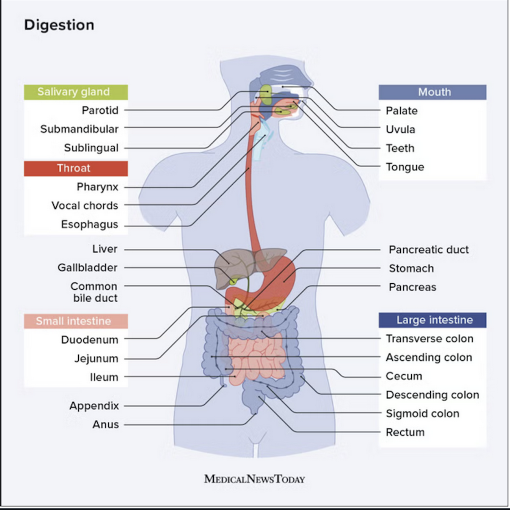 Digestion
Salivary gland
Parotid
Submandibular
Sublingual
Throat
Pharynx
Vocal chords
Esophagus
Liver
Gallbladder
Common
bile duct
Small intestine
Duodenum
Jejunum
Ileum
Appendix
Anus
Mouth
Palate
Uvula
Teeth
Tongue
Pancreatic duct
Stomach
Pancreas
Large intestine
Transverse colon
Ascending colon
Cecum
Descending colon
Sigmoid colon
Rectum
MEDICALNEWSTODAY